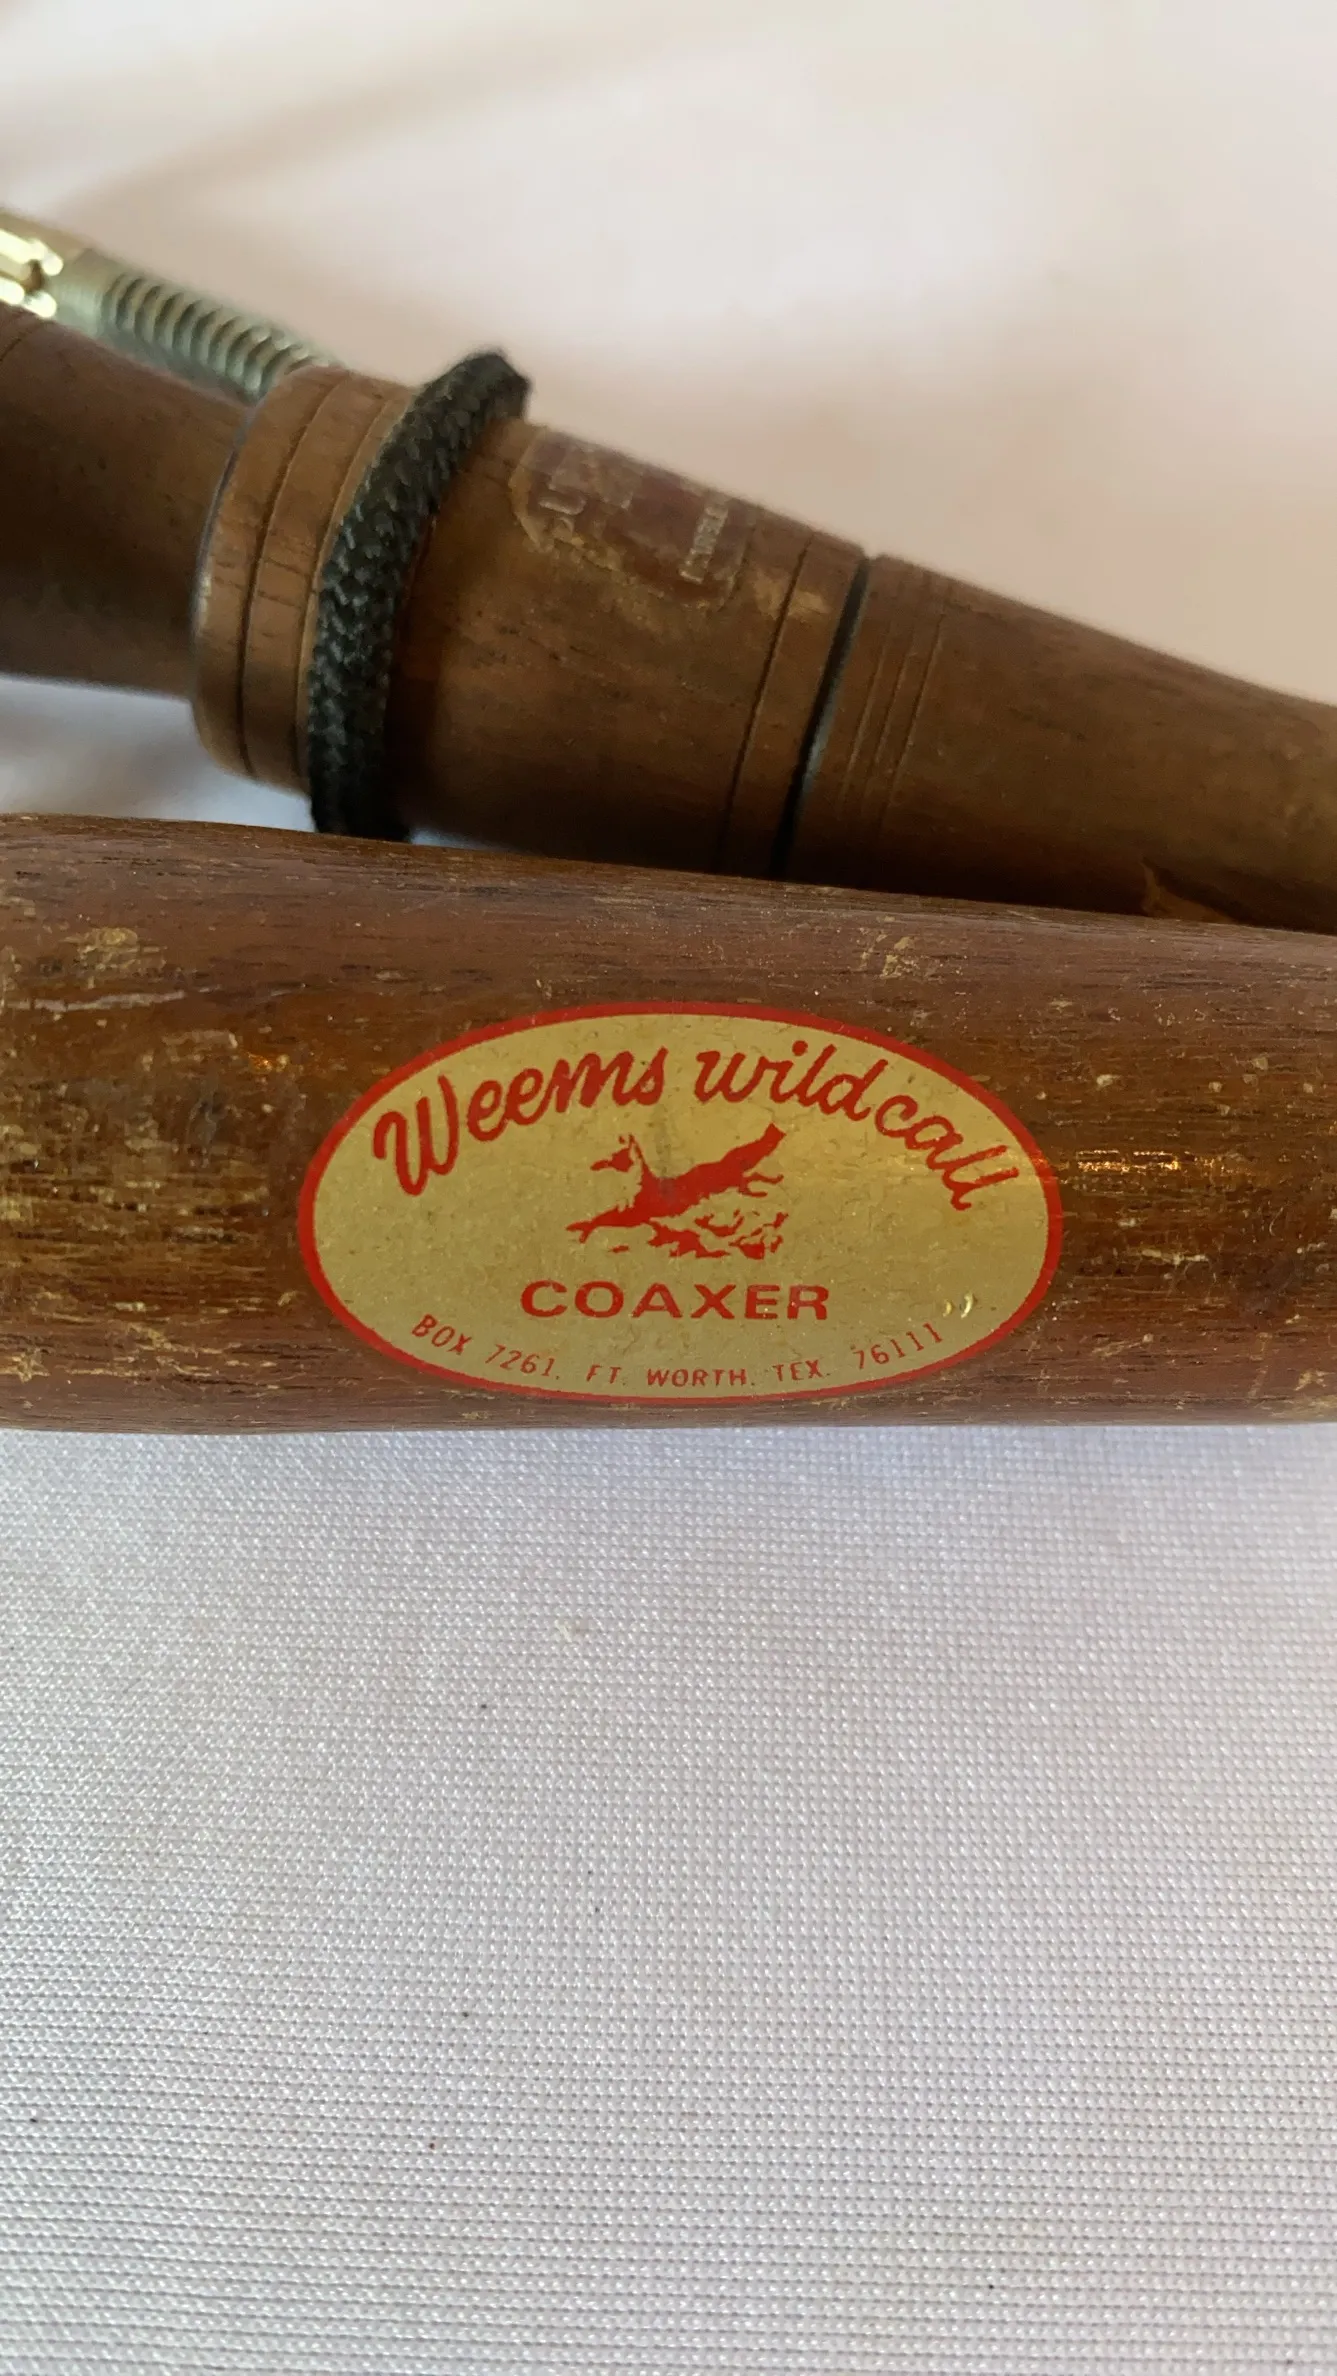 Weems wildcall
COAXER
BOX 7261, FT. WORTH, TEX. 76111